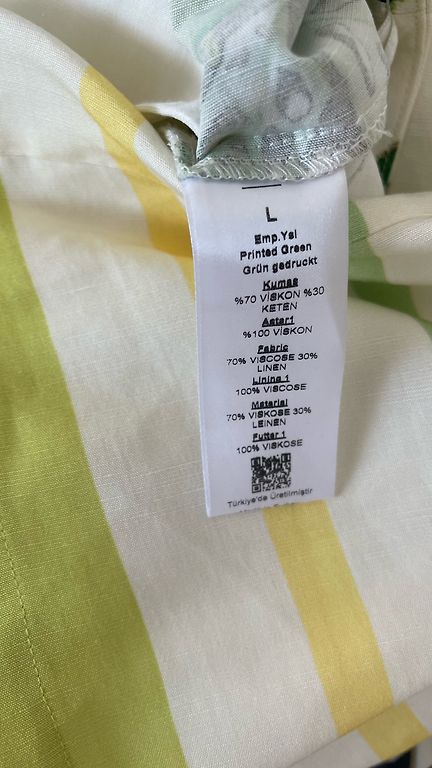 L
Emp.Ysl
Printed Green
Grün gedruckt
Kumaş
%70 VİSKON %30
KETEN
Astar1
%100 VİSKON
Fabric
70% VISCOSE 30%
LINEN
Lining 1
100% VISCOSE
Material
70% VISKOSE 30%
LEINEN
Futter 1
100% VISKOSE
Türkiye'de Üretilmiştir